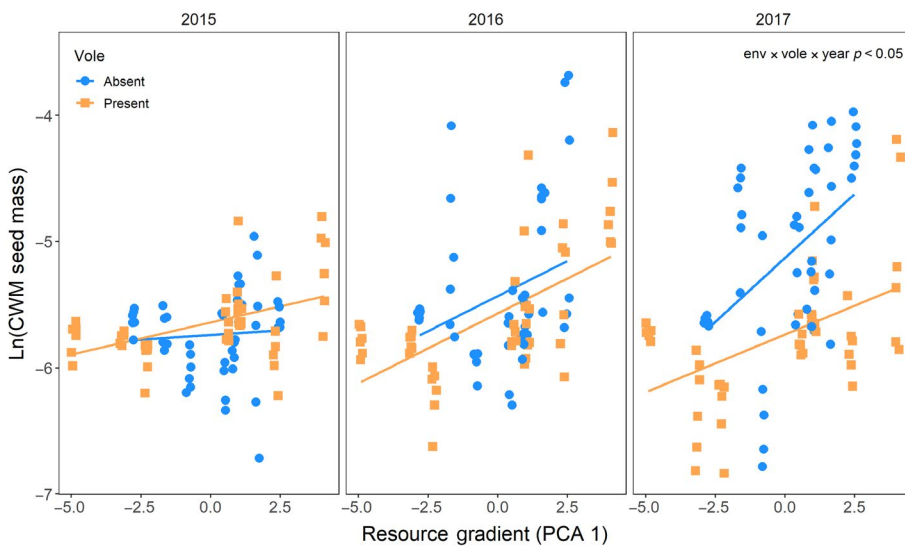 2015
2016
2017
Vole
Absent
Present
env × vole × year p < 0.05
Ln(CWM seed mass)
−4
−5
−6
−7
−5.0 −2.5 0.0 2.5
−5.0 −2.5 0.0 2.5
−5.0 −2.5 0.0 2.5
Resource gradient (PCA 1)